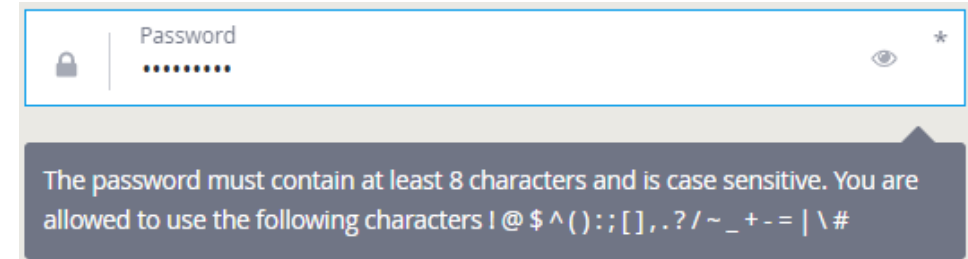 Password
*
•••••••••
The password must contain at least 8 characters and is case sensitive. You are
allowed to use the following characters ! @ $ ^ ( ) : ; [ ] , . ? / ~ _ + - = | \ #